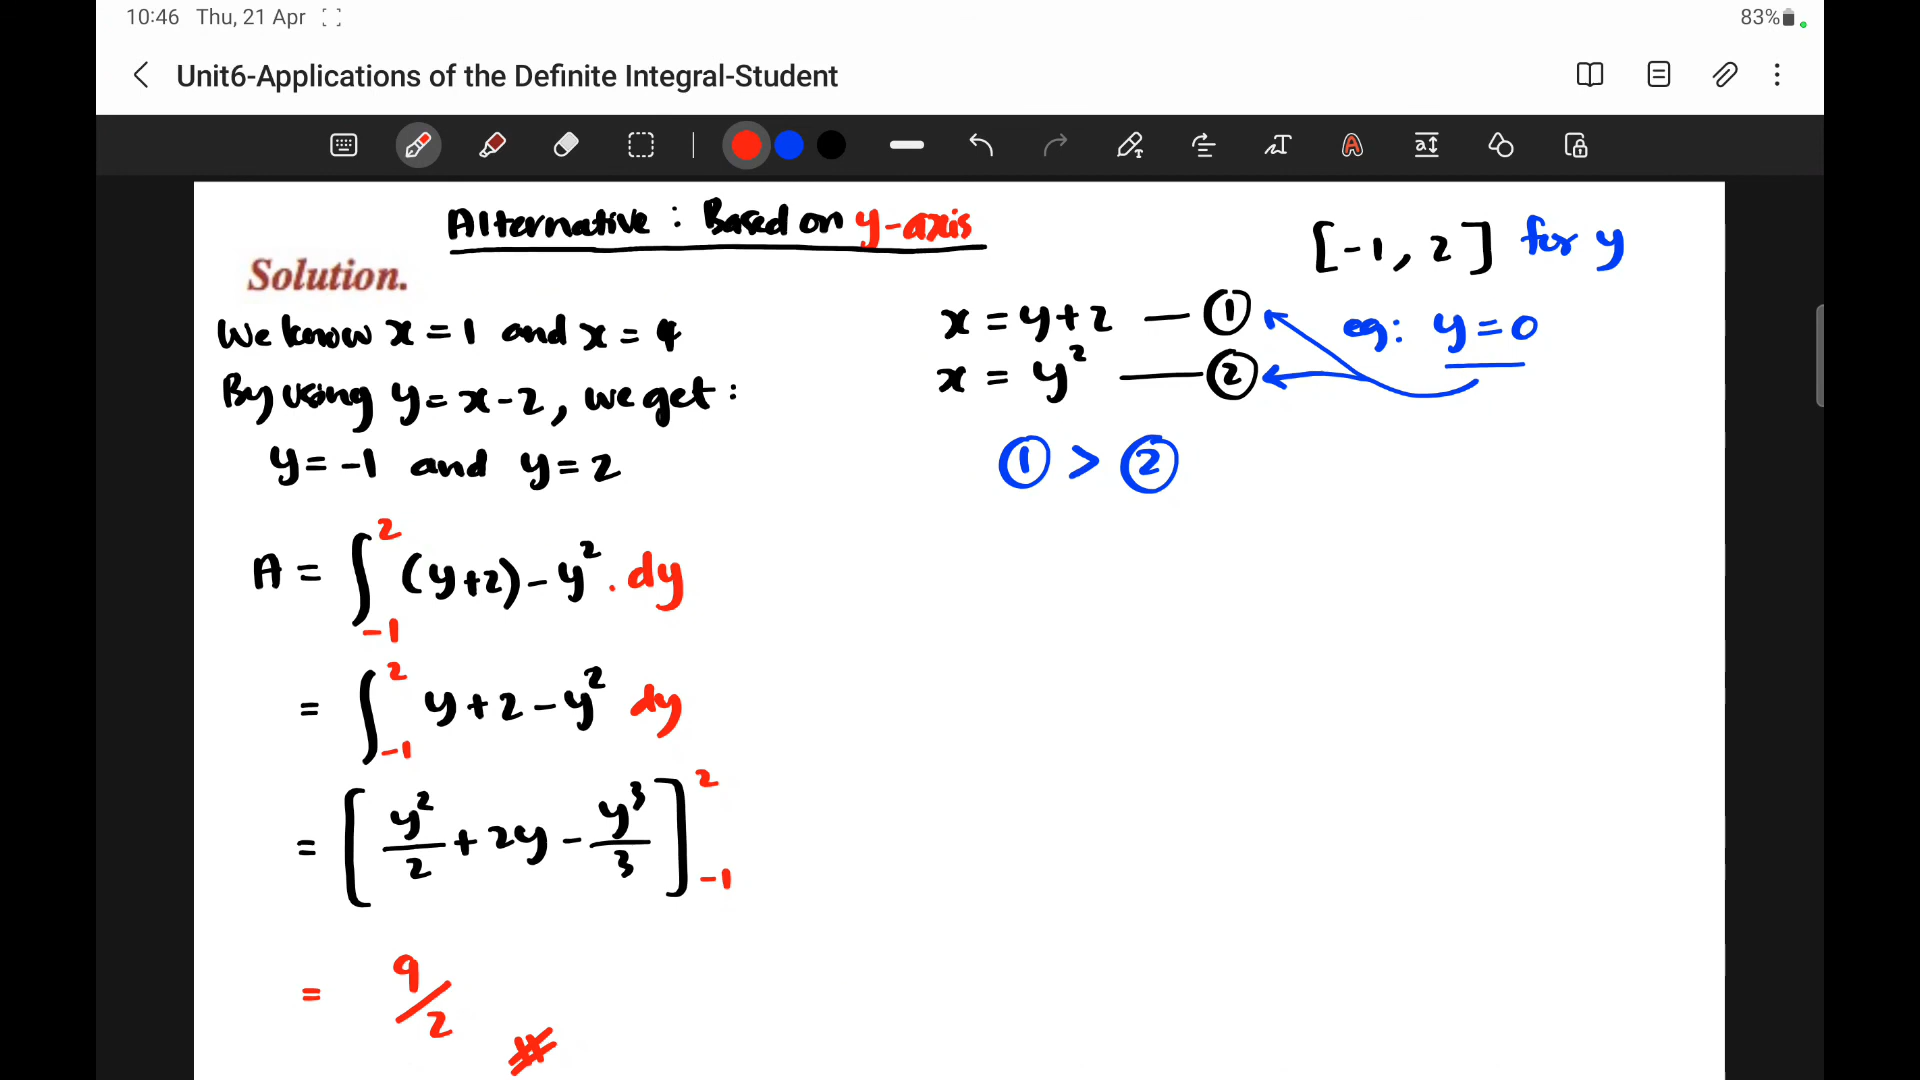 10:46 Thu, 21 Apr
83%
Unit6-Applications of the Definite Integral-Student
Alternative : Based on y-axis
[-1, 2] for y
Solution.
We know x = 1 and x = 4
By using y = x - 2, we get :
y = -1 and y = 2
x = y+2 — ①
x = y² — ②
eg: y = 0
① > ②
A = ∫₋₁² (y+2) - y² . dy
= ∫₋₁² y + 2 - y² dy
= [ y²/2 + 2y - y³/3 ]₋₁²
= 9/2 #